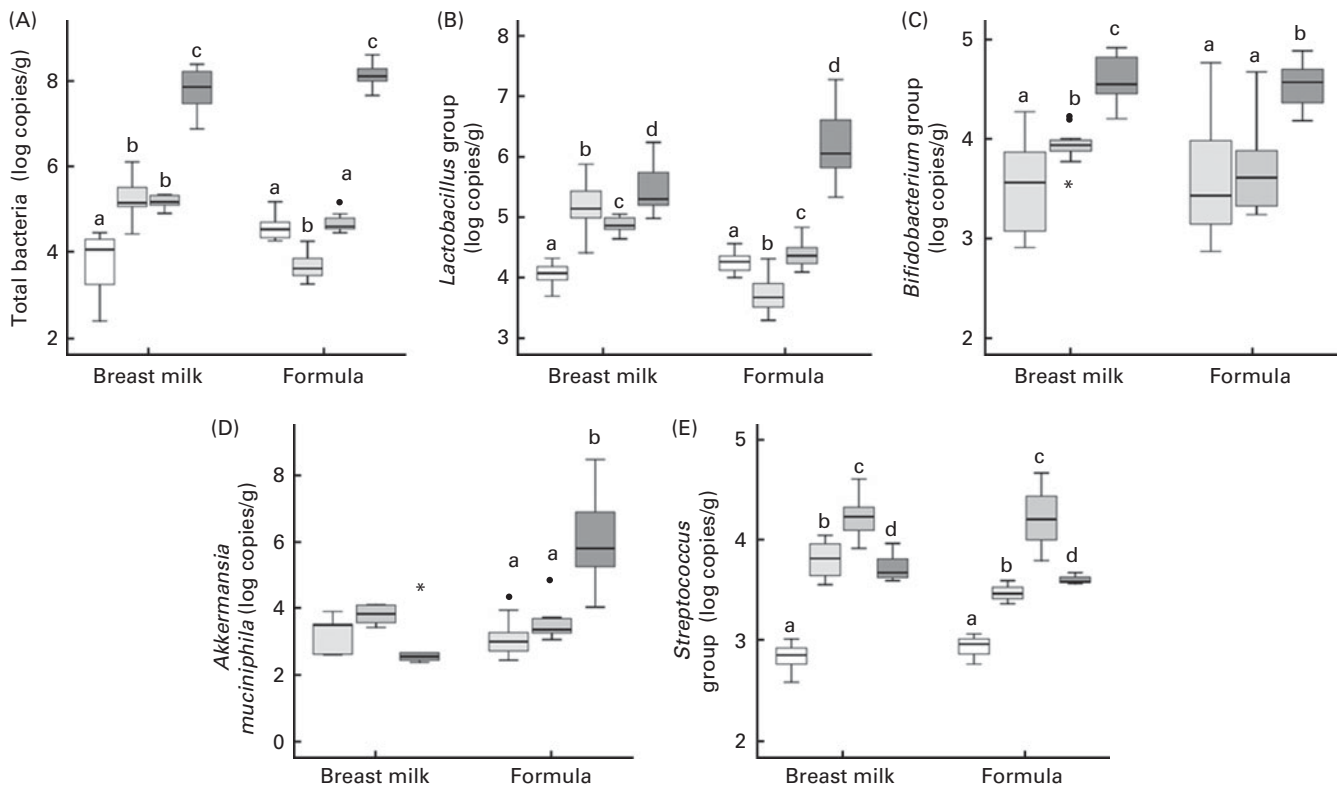 (A)
Total bacteria (log copies/g)
8
6
4
2
a
b
b
c
a
b
a
c
Breast milk
Formula
(B)
Lactobacillus group
(log copies/g)
8
7
6
5
4
3
a
b
c
d
a
b
c
d
Breast milk
Formula
(C)
Bifidobacterium group
(log copies/g)
5
4
3
2
a
b
*
c
a
a
b
Breast milk
Formula
(D)
Akkermansia
muciniphila (log copies/g)
8
6
4
2
0
*
a
a
b
Breast milk
Formula
(E)
Streptococcus
group (log copies/g)
5
4
3
2
a
b
c
d
a
b
c
d
Breast milk
Formula